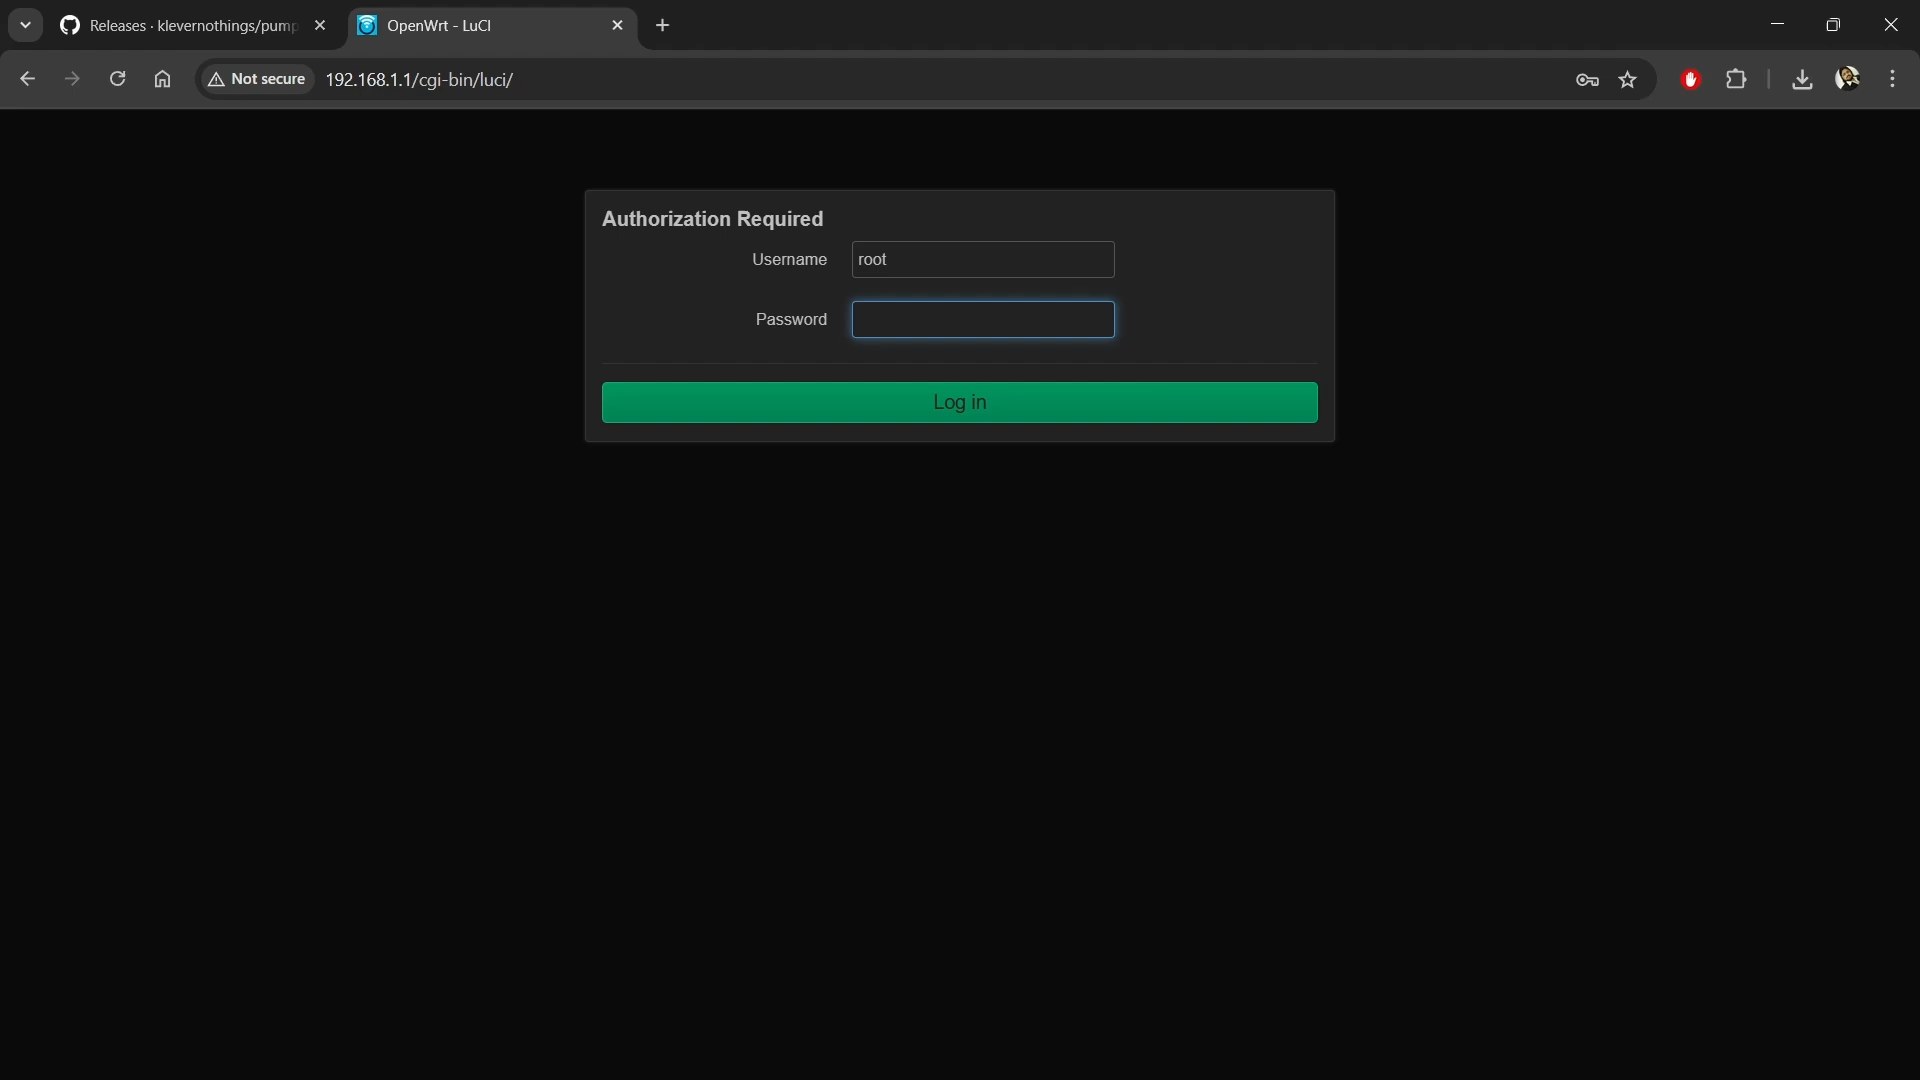 Releases · klevernothings/pump
OpenWrt - LuCI
Not secure
192.168.1.1/cgi-bin/luci/
Authorization Required
Username
root
Password
Log in